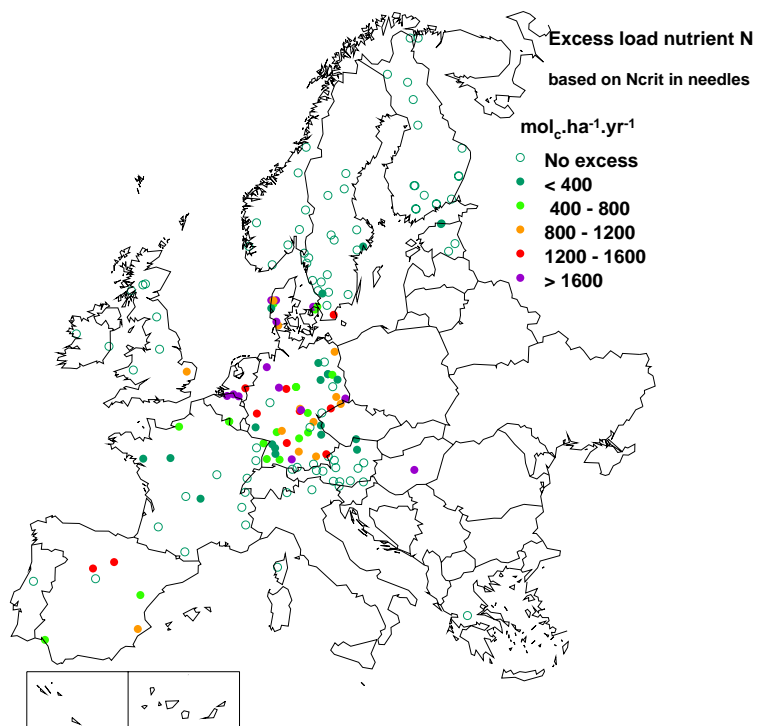 Excess load nutrient N
based on Ncrit in needles
mol_c.ha⁻¹.yr⁻¹
No excess
< 400
400 - 800
800 - 1200
1200 - 1600
> 1600